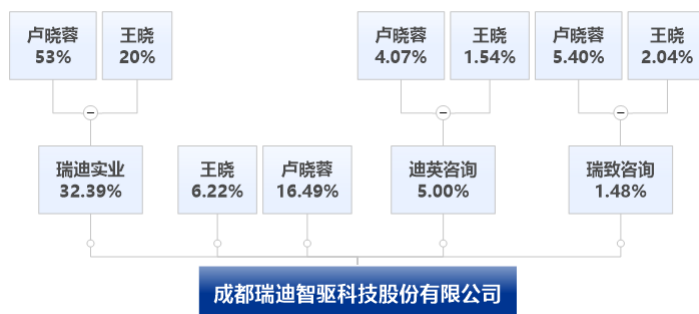 卢晓蓉
53%
王晓
20%
卢晓蓉
4.07%
王晓
1.54%
卢晓蓉
5.40%
王晓
2.04%
瑞迪实业
32.39%
王晓
6.22%
卢晓蓉
16.49%
迪英咨询
5.00%
瑞致咨询
1.48%
成都瑞迪智驱科技股份有限公司